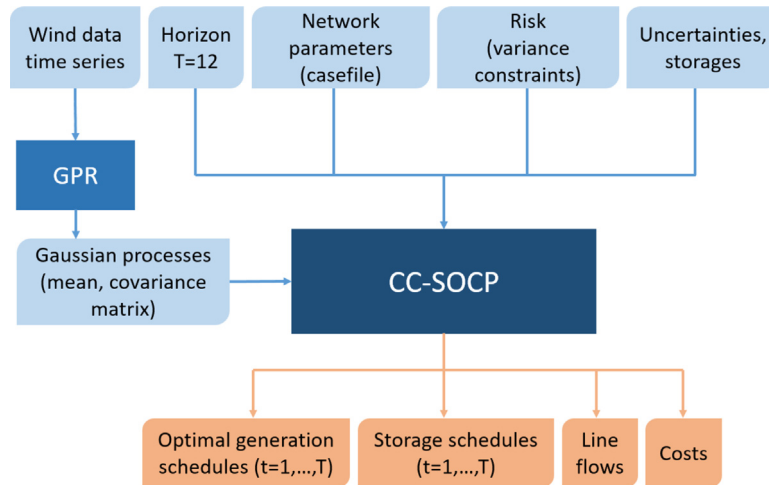 Wind data
time series
Horizon
T=12
Network
parameters
(casefile)
Risk
(variance
constraints)
Uncertainties,
storages
GPR
Gaussian processes
(mean, covariance
matrix)
CC-SOCP
Optimal generation
schedules (t=1,...,T)
Storage schedules
(t=1,...,T)
Line
flows
Costs